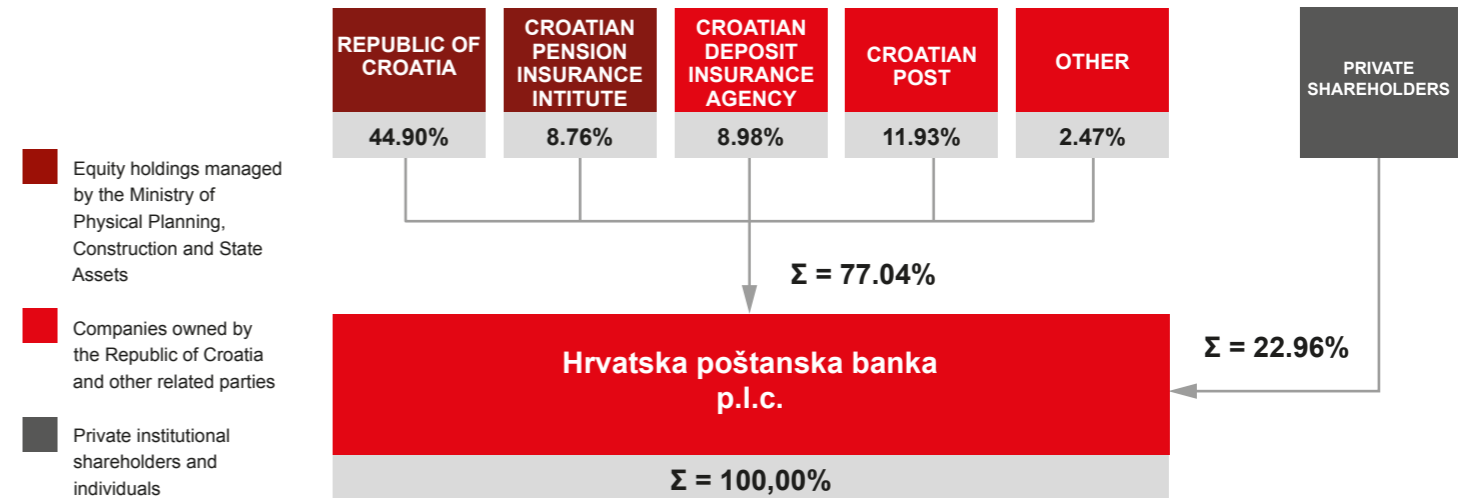 REPUBLIC OF
CROATIA
44.90%
CROATIAN
PENSION
INSURANCE
INTITUTE
8.76%
CROATIAN
DEPOSIT
INSURANCE
AGENCY
8.98%
CROATIAN
POST
11.93%
OTHER
2.47%
PRIVATE
SHAREHOLDERS
Equity holdings managed
by the Ministry of
Physical Planning,
Construction and State
Assets
Companies owned by
the Republic of Croatia
and other related parties
Private institutional
shareholders and
individuals
Σ = 77.04%
Σ = 22.96%
Hrvatska poštanska banka
p.l.c.
Σ = 100,00%